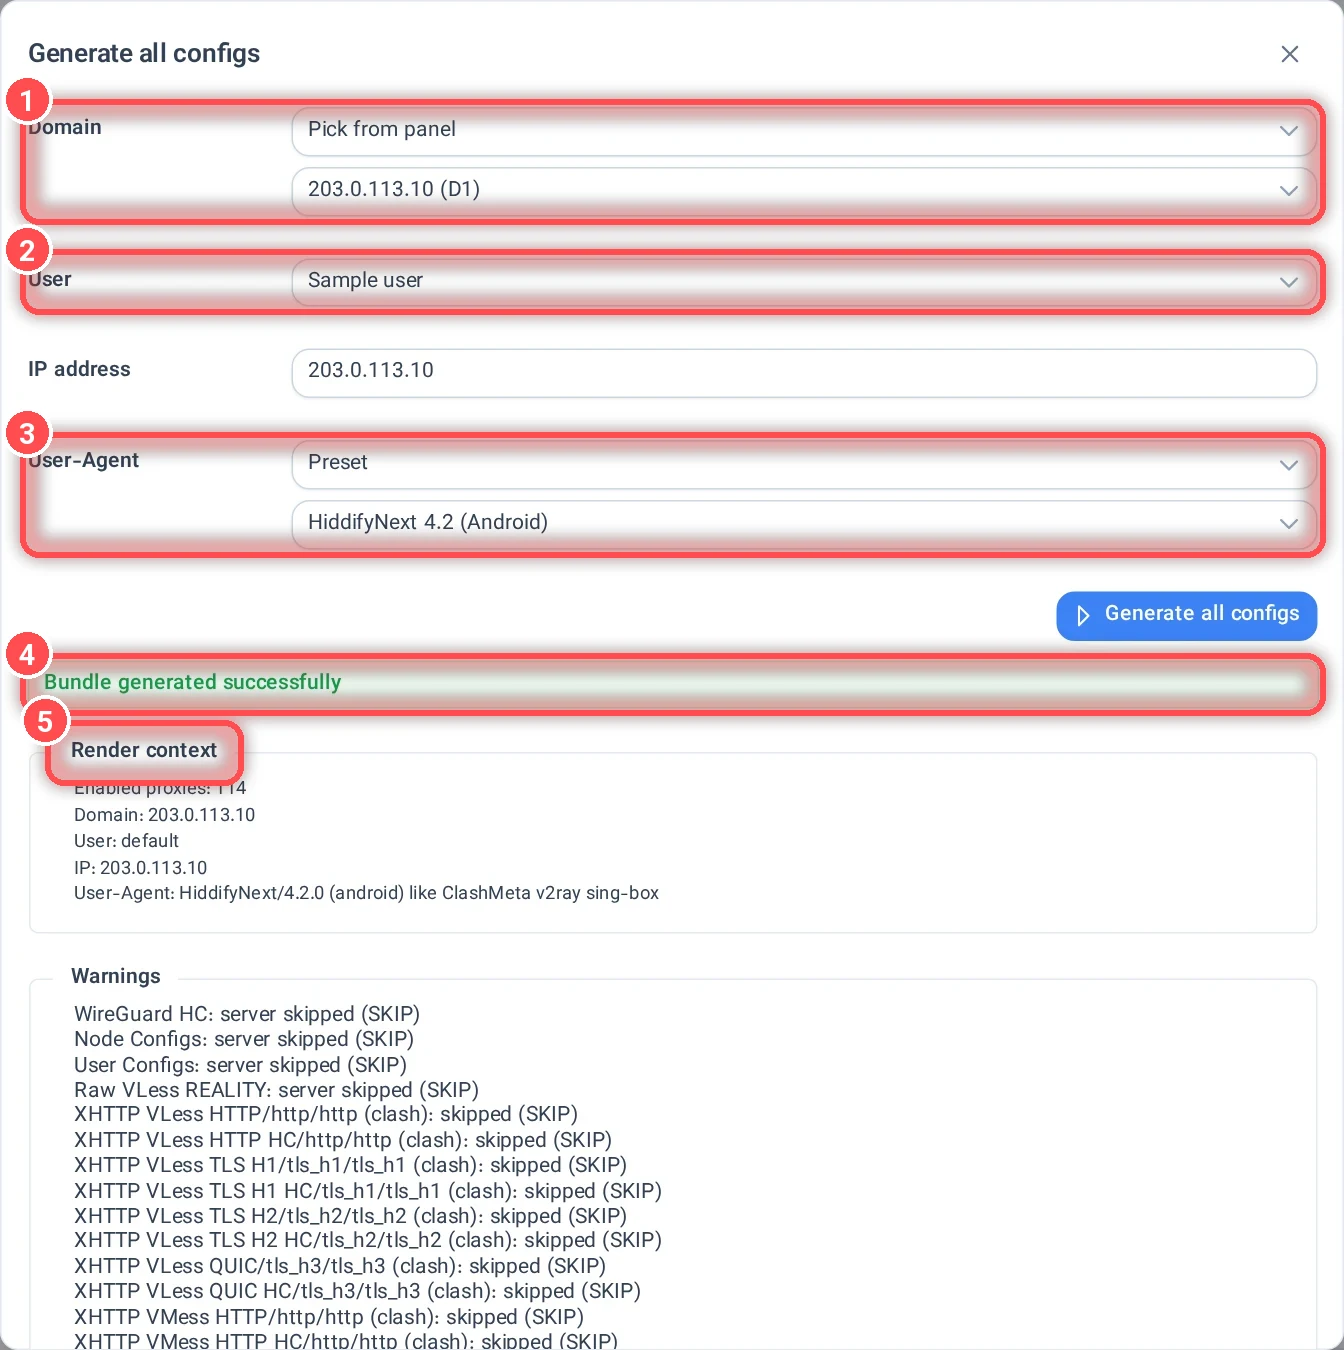 Generate all configs
1
Domain
Pick from panel
203.0.113.10 (D1)
2
User
Sample user
IP address
203.0.113.10
3
User-Agent
Preset
HiddifyNext 4.2 (Android)
Generate all configs
4
Bundle generated successfully
5
Render context
Enabled proxies: 114
Domain: 203.0.113.10
User: default
IP: 203.0.113.10
User-Agent: HiddifyNext/4.2.0 (android) like ClashMeta v2ray sing-box
Warnings
WireGuard HC: server skipped (SKIP)
Node Configs: server skipped (SKIP)
User Configs: server skipped (SKIP)
Raw VLess REALITY: server skipped (SKIP)
XHTTP VLess HTTP/http/http (clash): skipped (SKIP)
XHTTP VLess HTTP HC/http/http (clash): skipped (SKIP)
XHTTP VLess TLS H1/tls_h1/tls_h1 (clash): skipped (SKIP)
XHTTP VLess TLS H1 HC/tls_h1/tls_h1 (clash): skipped (SKIP)
XHTTP VLess TLS H2/tls_h2/tls_h2 (clash): skipped (SKIP)
XHTTP VLess TLS H2 HC/tls_h2/tls_h2 (clash): skipped (SKIP)
XHTTP VLess QUIC/tls_h3/tls_h3 (clash): skipped (SKIP)
XHTTP VLess QUIC HC/tls_h3/tls_h3 (clash): skipped (SKIP)
XHTTP VMess HTTP/http/http (clash): skipped (SKIP)
XHTTP VMess HTTP HC/http/http (clash): skipped (SKIP)